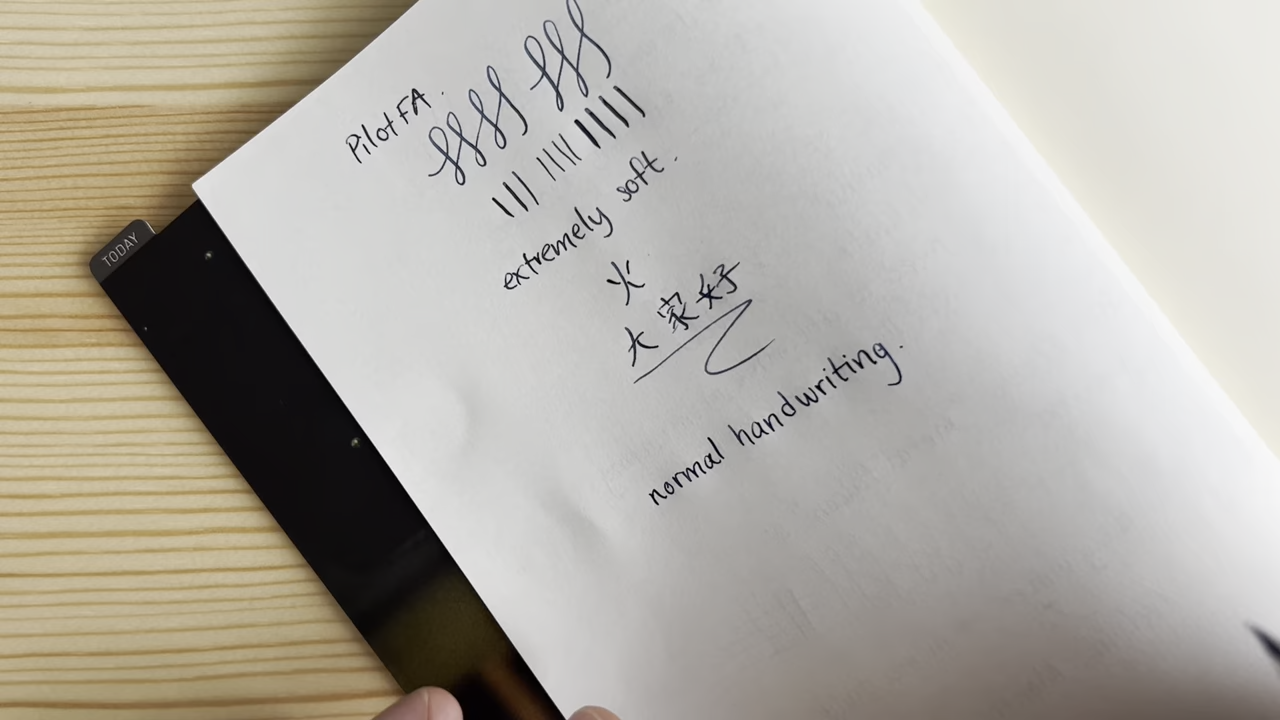 Pilot FA.
extremely soft.
火
大家好
normal handwriting.
TODAY